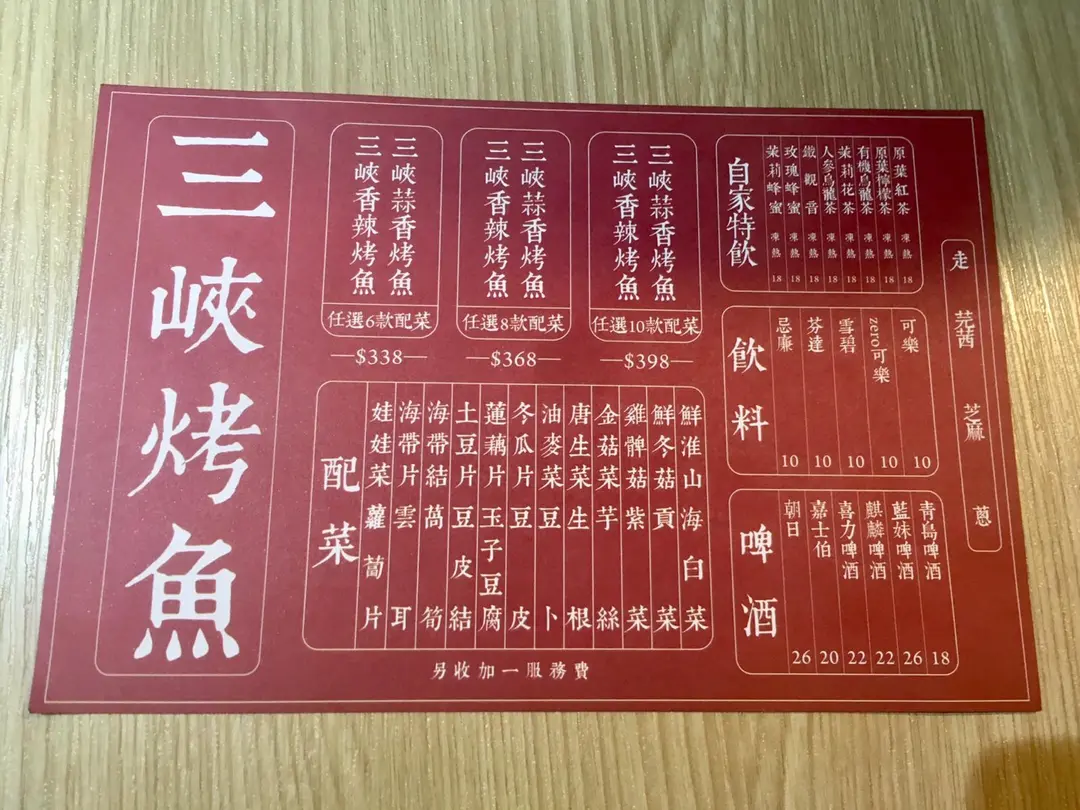 三峽烤魚
三峽香辣烤魚
三峽蒜香烤魚
任選6款配菜
—$338—
三峽香辣烤魚
三峽蒜香烤魚
任選8款配菜
—$368—
三峽香辣烤魚
三峽蒜香烤魚
任選10款配菜
—$398—
配菜
娃娃菜 蘿蔔片
海帶片 雲耳
海帶結 萵筍
土豆片 豆皮結
蓮藕片 玉子豆腐
冬瓜片 豆皮
油麥菜 豆卜
唐生菜 生根
金菇菜 芋絲
雞髀菇 紫菜
鮮冬菇 貢菜
鮮淮山 海白菜
另收加一服務費
自家特飲
茉莉蜂蜜 凍 熱 18
玫瑰蜂蜜 凍 熱 18
鐵觀音 凍 熱 18
人參烏龍茶 凍 熱 18
茉莉花茶 凍 熱 18
有機烏龍茶 凍 熱 18
原葉檸檬茶 凍 熱 18
原葉紅茶 凍 熱 18
飲料
忌廉 10
芬達 10
雪碧 10
zero可樂 10
可樂 10
啤酒
朝日 26
嘉士伯 20
喜力啤酒 22
麒麟啤酒 22
藍妹啤酒 26
青島啤酒 18
走 芫茜 芝麻 蔥